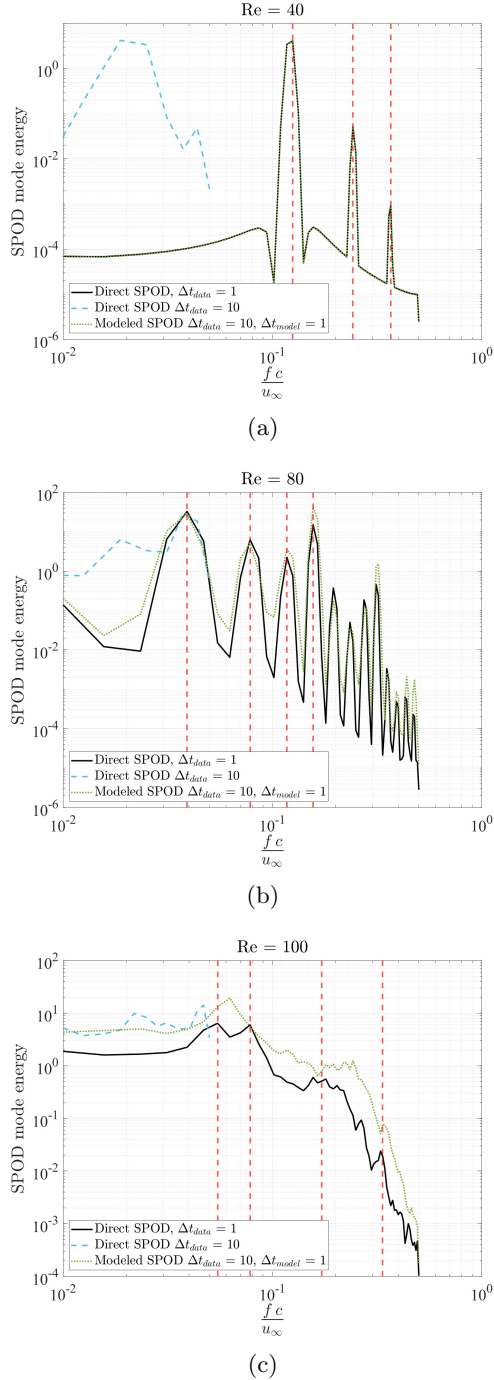 Re = 40
10^0
10^-2
10^-4
10^-6
SPOD mode energy
Direct SPOD, Δt_data = 1
Direct SPOD Δt_data = 10
Modeled SPOD Δt_data = 10, Δt_model = 1
10^-2 10^-1 10^0
f c
u_∞
(a)
Re = 80
10^2
10^0
10^-2
10^-4
10^-6
SPOD mode energy
Direct SPOD, Δt_data = 1
Direct SPOD Δt_data = 10
Modeled SPOD Δt_data = 10, Δt_model = 1
10^-2 10^-1 10^0
f c
u_∞
(b)
Re = 100
10^2
10^1
10^0
10^-1
10^-2
10^-3
10^-4
SPOD mode energy
Direct SPOD, Δt_data = 1
Direct SPOD Δt_data = 10
Modeled SPOD Δt_data = 10, Δt_model = 1
10^-2 10^-1 10^0
f c
u_∞
(c)